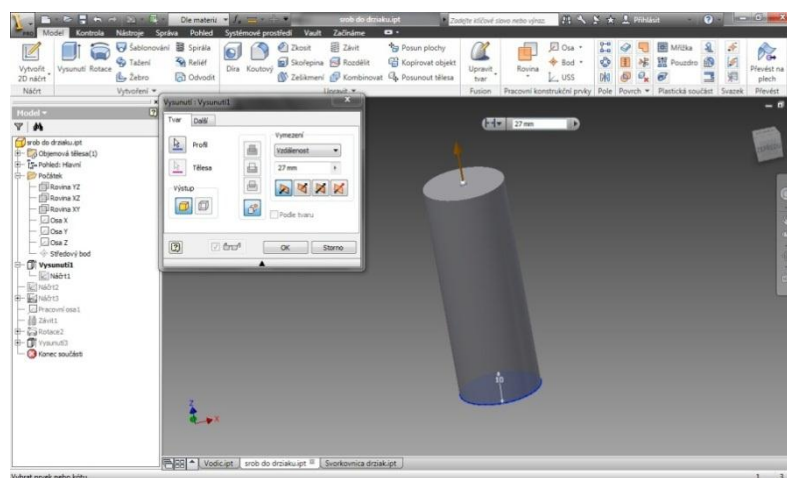 PRO
Dle materiá
srob do drziaku.ipt
Zadejte klíčové slovo nebo výraz
Přihlásit
Model Kontrola Nástroje Správa Pohled Systémové prostředí Vault Začínáme
Vytvořit 2D náčrt
Vysunutí Rotace
Šablonování Spirála
Tažení Reliéf
Žebro Odvodit
Díra Koutový
Zkosit Závit Posun plochy
Skořepina Rozdělit Kopírovat objekt
Zešikmení Kombinovat Posunout tělesa
Upravit tvar
Rovina
Osa
Bod
USS
Mřížka
Pouzdro
Převést na plech
Náčrt Vytvoření Upravit Fusion Pracovní konstrukční prvky Pole Povrch Plastická součást Svazek Převést
Model
srob do drziaku.ipt
Objemová tělesa(1)
Pohled: Hlavní
Počátek
Rovina YZ
Rovina XZ
Rovina XY
Osa X
Osa Y
Osa Z
Středový bod
Vysunutí1
Náčrt1
Náčrt2
Náčrt3
Pracovní osa1
Závit1
Rotace2
Vysunutí3
Konec součásti
Vysunutí : Vysunutí1
Tvar Další
Profil
Tělesa
Výstup
Vymezení
Vzdálenost
27 mm
Podle tvaru
OK Storno
27 mm
10
Z
X
Vodic.ipt srob do drziaku.ipt Svorkovnica drziak.ipt
Vybrat prvek nebo kótu
1 3